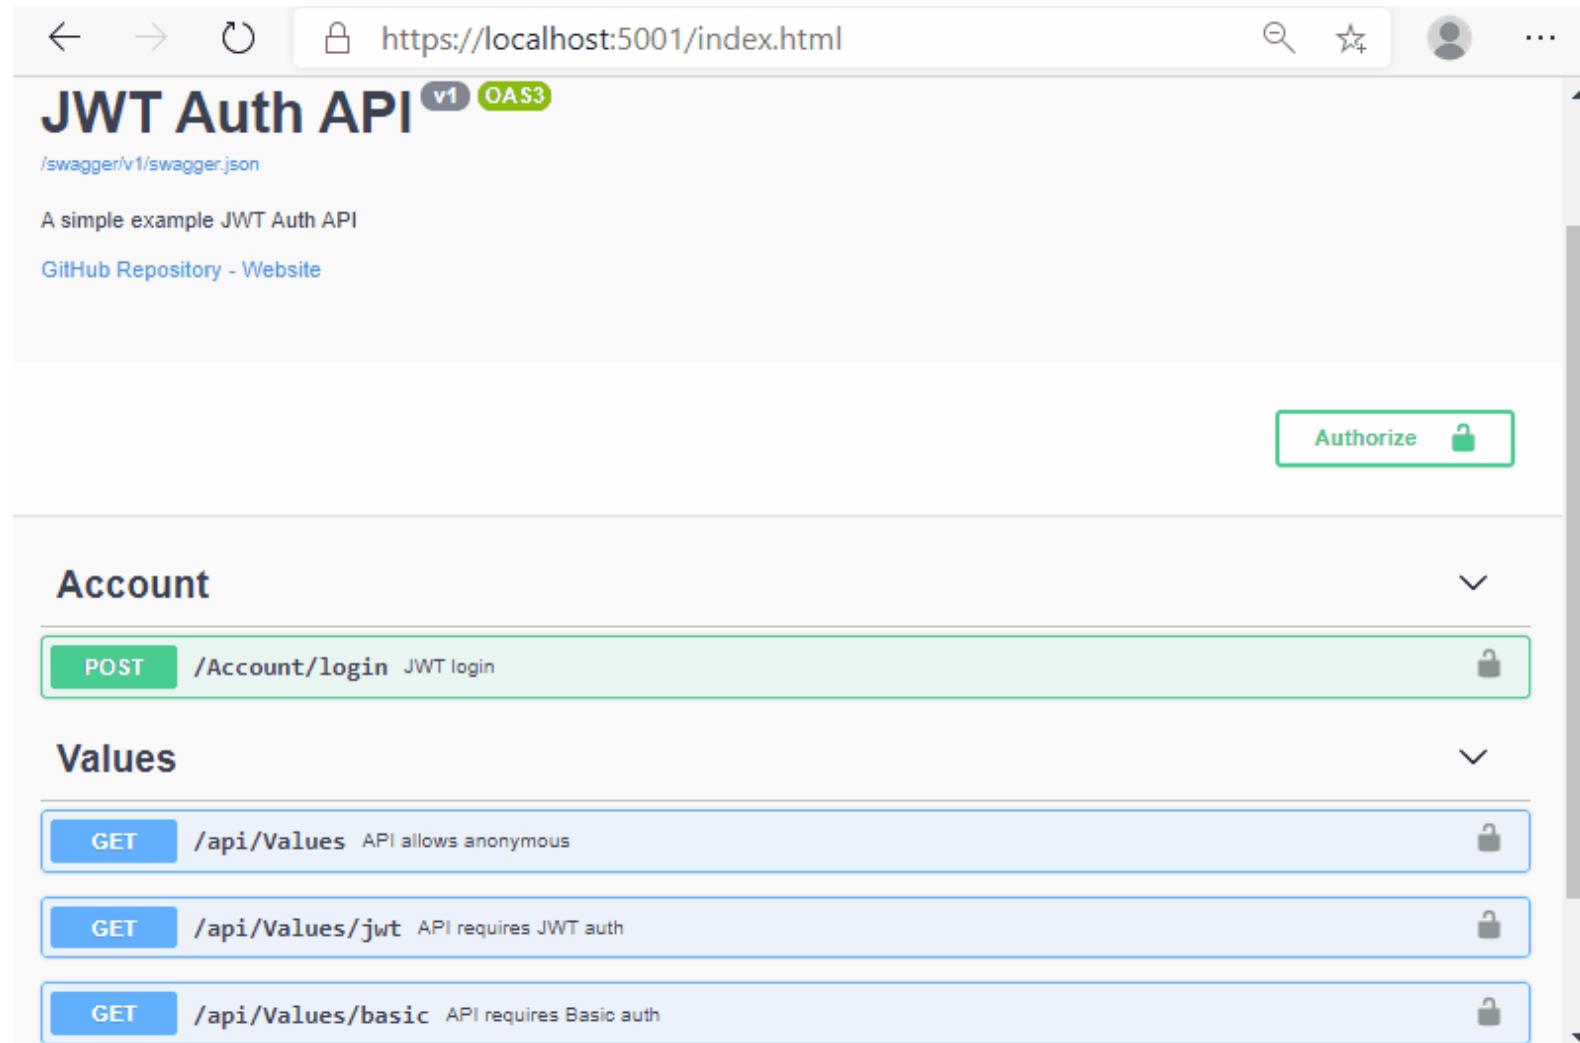 https://localhost:5001/index.html
JWT Auth API v1 OAS3
/swagger/v1/swagger.json
A simple example JWT Auth API
GitHub Repository - Website
Authorize
Account
POST /Account/login JWT login
Values
GET /api/Values API allows anonymous
GET /api/Values/jwt API requires JWT auth
GET /api/Values/basic API requires Basic auth